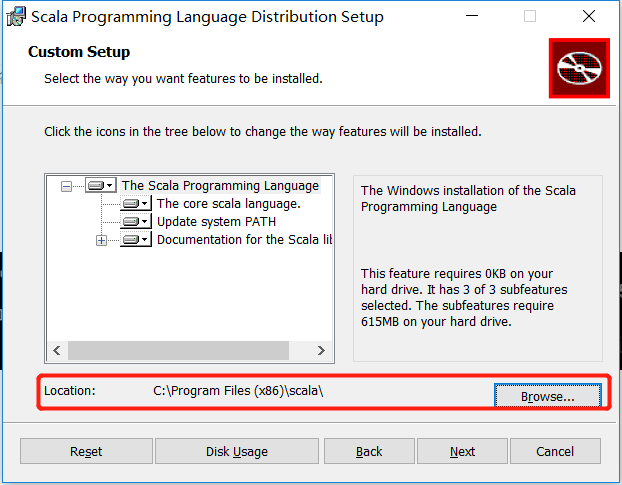 Scala Programming Language Distribution Setup
Custom Setup
Select the way you want features to be installed.
Click the icons in the tree below to change the way features will be installed.
The Scala Programming Language
The core scala language.
Update system PATH
Documentation for the Scala lil
The Windows installation of the Scala
Programming Language
This feature requires 0KB on your
hard drive. It has 3 of 3 subfeatures
selected. The subfeatures require
615MB on your hard drive.
Location: C:\Program Files (x86)\scala\
Browse...
Reset Disk Usage Back Next Cancel